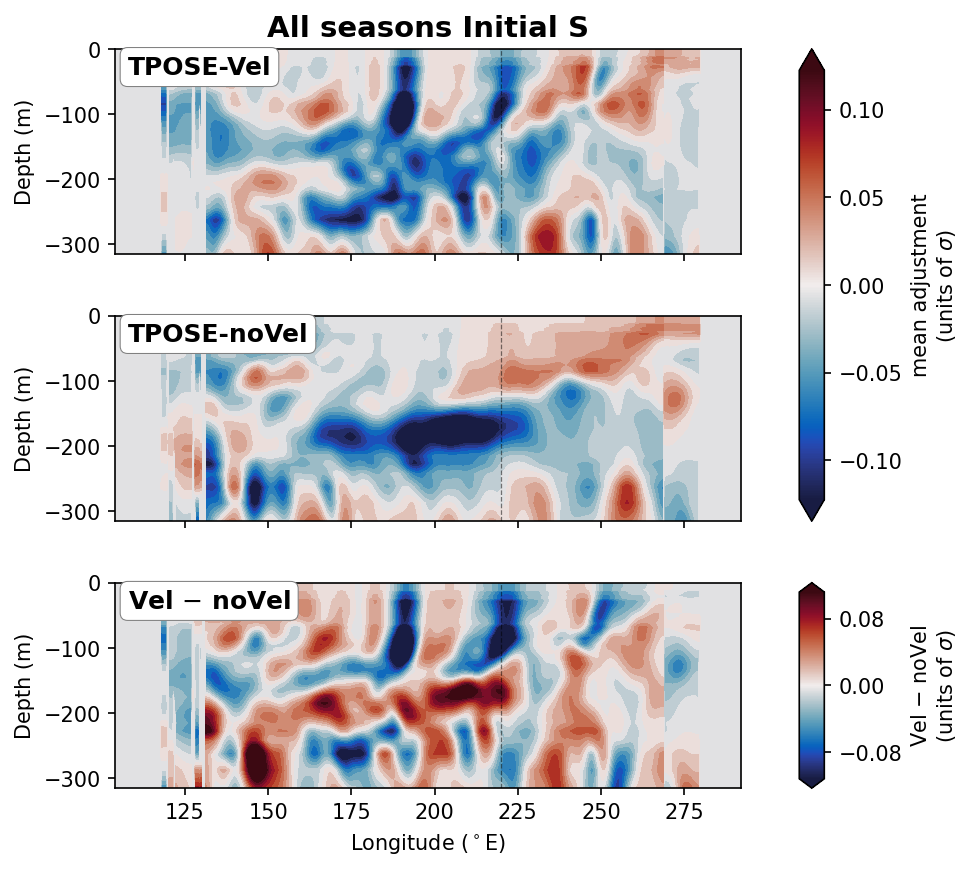 All seasons Initial S
TPOSE-Vel
Depth (m)
0
−100
−200
−300
TPOSE-noVel
Depth (m)
0
−100
−200
−300
Vel − noVel
Depth (m)
0
−100
−200
−300
125 150 175 200 225 250 275
Longitude (°E)
0.10
0.05
0.00
−0.05
−0.10
mean adjustment
(units of σ)
0.08
0.00
−0.08
Vel − noVel
(units of σ)